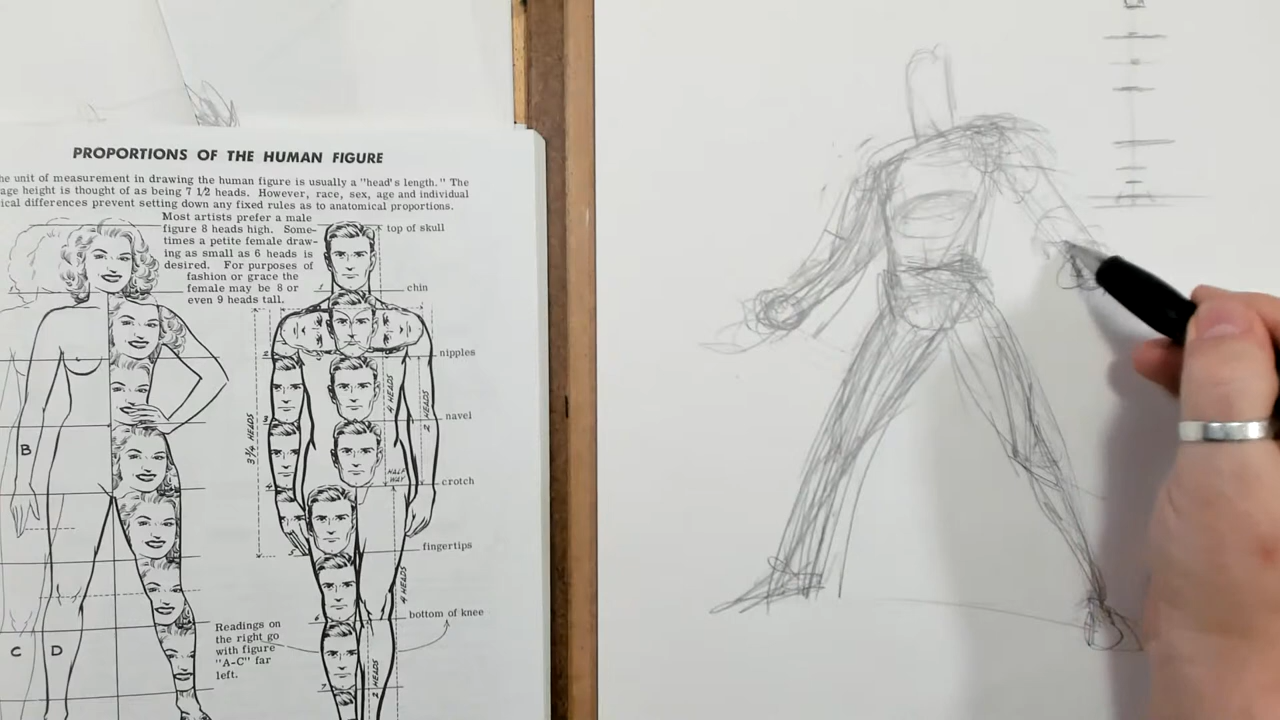 PROPORTIONS OF THE HUMAN FIGURE
he unit of measurement in drawing the human figure is usually a "head's length." The
age height is thought of as being 7 1/2 heads. However, race, sex, age and individual
ical differences prevent setting down any fixed rules as to anatomical proportions.
Most artists prefer a male
figure 8 heads high. Some-
times a petite female draw-
ing as small as 6 heads is
desired. For purposes of
fashion or grace the
female may be 8 or
even 9 heads tall.
top of skull
chin
nipples
navel
crotch
fingertips
bottom of knee
3¾ HEADS
4 HEADS
2 HEADS
HALF
WAY
4 HEADS
2 HEADS
B
C
D
Readings on
the right go
with figure
"A-C" far
left.
1
5
6
7